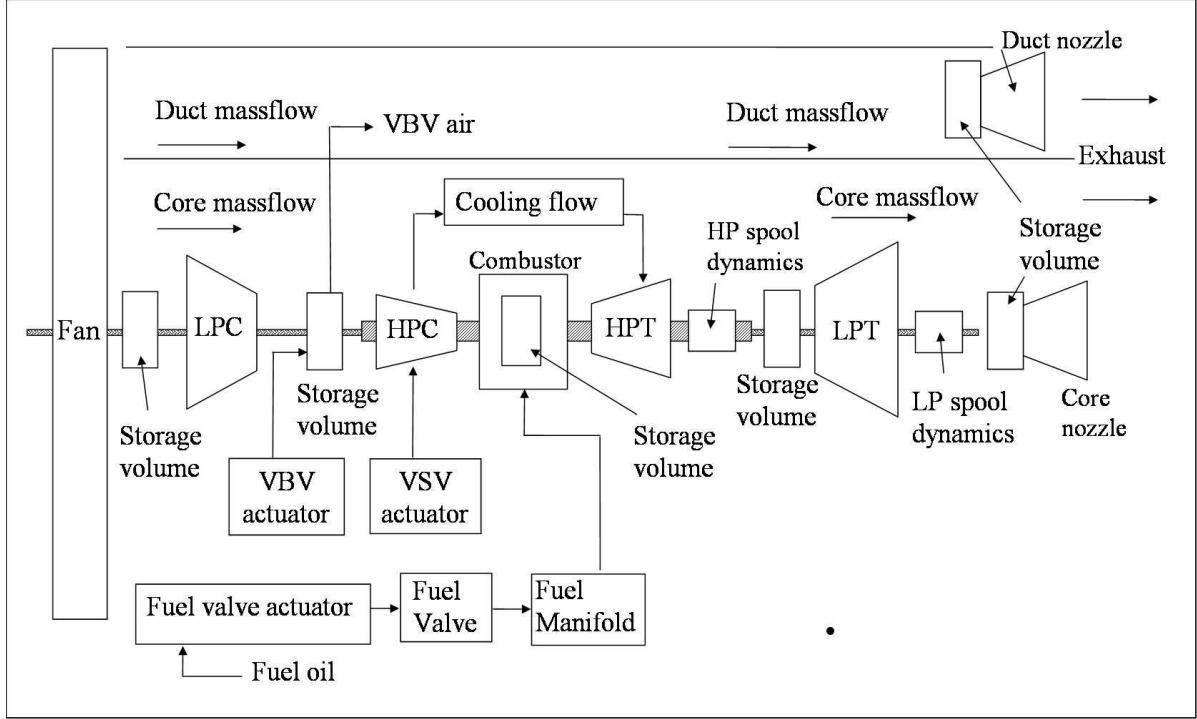 Duct nozzle
Duct massflow
VBV air
Duct massflow
Exhaust
Core massflow
Cooling flow
Core massflow
HP spool
dynamics
Storage
volume
Combustor
Fan
LPC
HPC
HPT
LPT
Storage
volume
Storage
volume
Storage
volume
Storage
volume
LP spool
dynamics
Core
nozzle
VBV
actuator
VSV
actuator
Fuel valve actuator
Fuel
Valve
Fuel
Manifold
Fuel oil